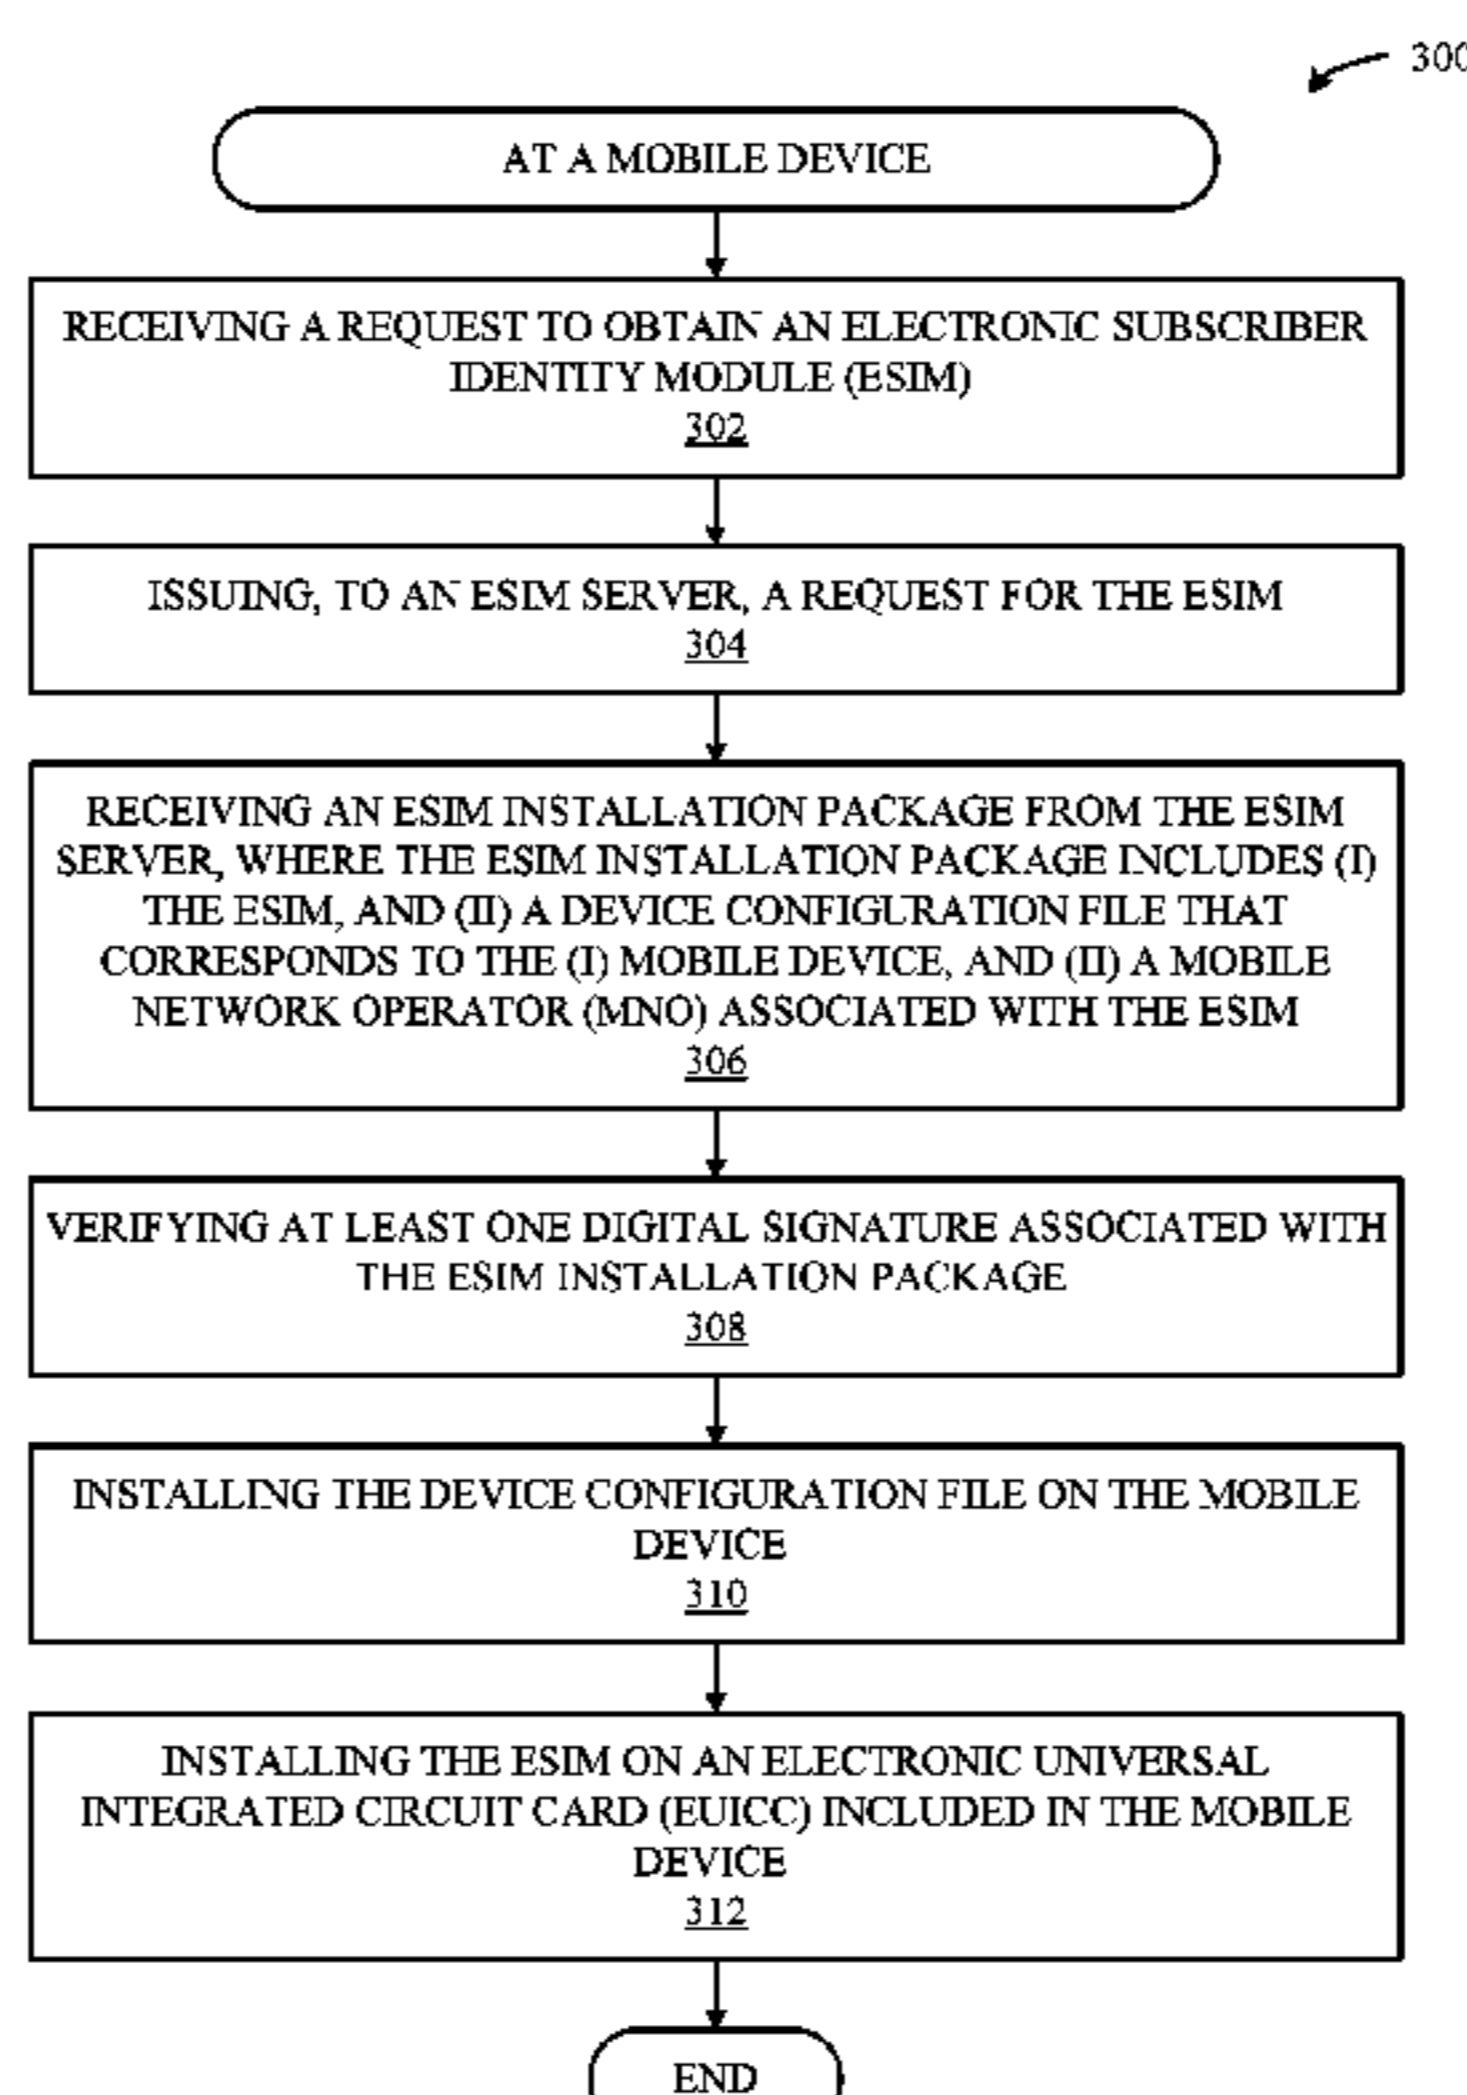 300
AT A MOBILE DEVICE
RECEIVING A REQUEST TO OBTAIN AN ELECTRONIC SUBSCRIBER
IDENTITY MODULE (ESIM)
302
ISSUING, TO AN ESIM SERVER, A REQUEST FOR THE ESIM
304
RECEIVING AN ESIM INSTALLATION PACKAGE FROM THE ESIM
SERVER, WHERE THE ESIM INSTALLATION PACKAGE INCLUDES (I)
THE ESIM, AND (II) A DEVICE CONFIGURATION FILE THAT
CORRESPONDS TO THE (I) MOBILE DEVICE, AND (II) A MOBILE
NETWORK OPERATOR (MNO) ASSOCIATED WITH THE ESIM
306
VERIFYING AT LEAST ONE DIGITAL SIGNATURE ASSOCIATED WITH
THE ESIM INSTALLATION PACKAGE
308
INSTALLING THE DEVICE CONFIGURATION FILE ON THE MOBILE
DEVICE
310
INSTALLING THE ESIM ON AN ELECTRONIC UNIVERSAL
INTEGRATED CIRCUIT CARD (EUICC) INCLUDED IN THE MOBILE
DEVICE
312
END